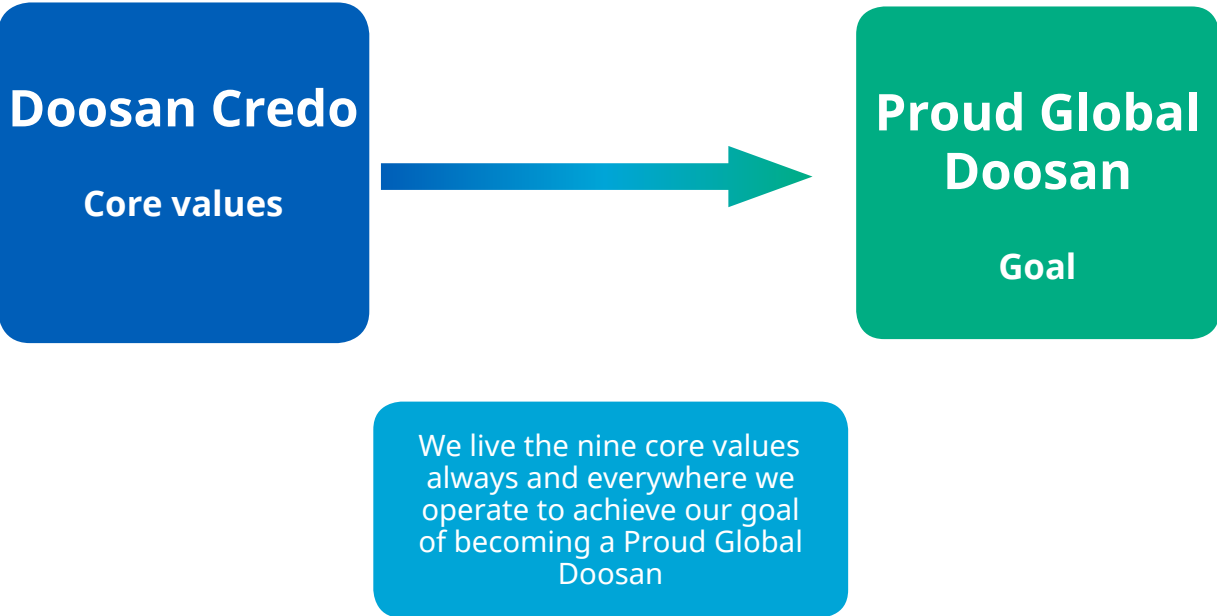 Doosan Credo
Core values
Proud Global
Doosan
Goal
We live the nine core values
always and everywhere we
operate to achieve our goal
of becoming a Proud Global
Doosan